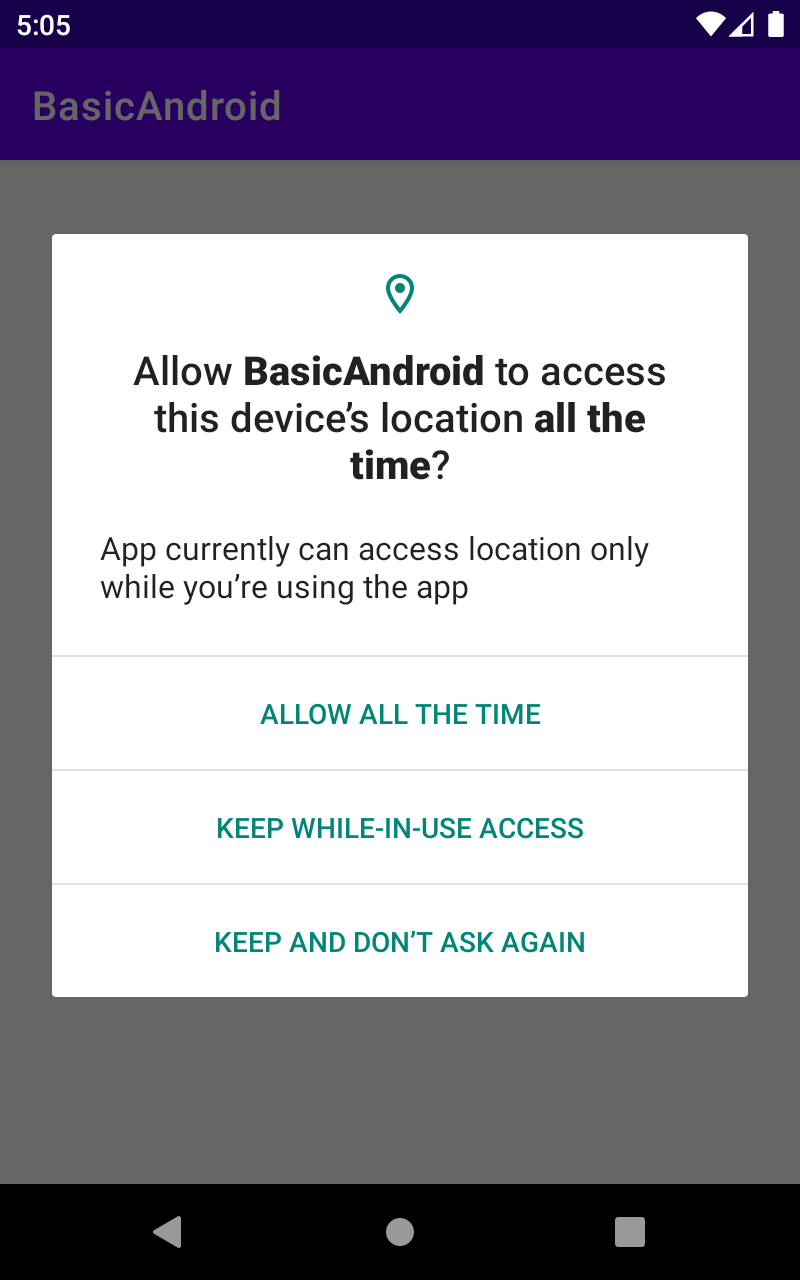 5:05
BasicAndroid
Allow BasicAndroid to access
this device’s location all the
time?
App currently can access location only
while you’re using the app
ALLOW ALL THE TIME
KEEP WHILE-IN-USE ACCESS
KEEP AND DON’T ASK AGAIN